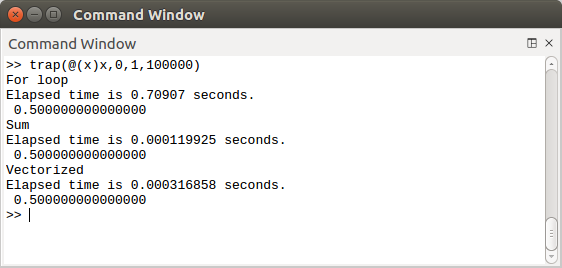 Command Window
Command Window
>> trap(@(x)x,0,1,100000)
For loop
Elapsed time is 0.70907 seconds.
0.500000000000000
Sum
Elapsed time is 0.000119925 seconds.
0.500000000000000
Vectorized
Elapsed time is 0.000316858 seconds.
0.500000000000000
>>